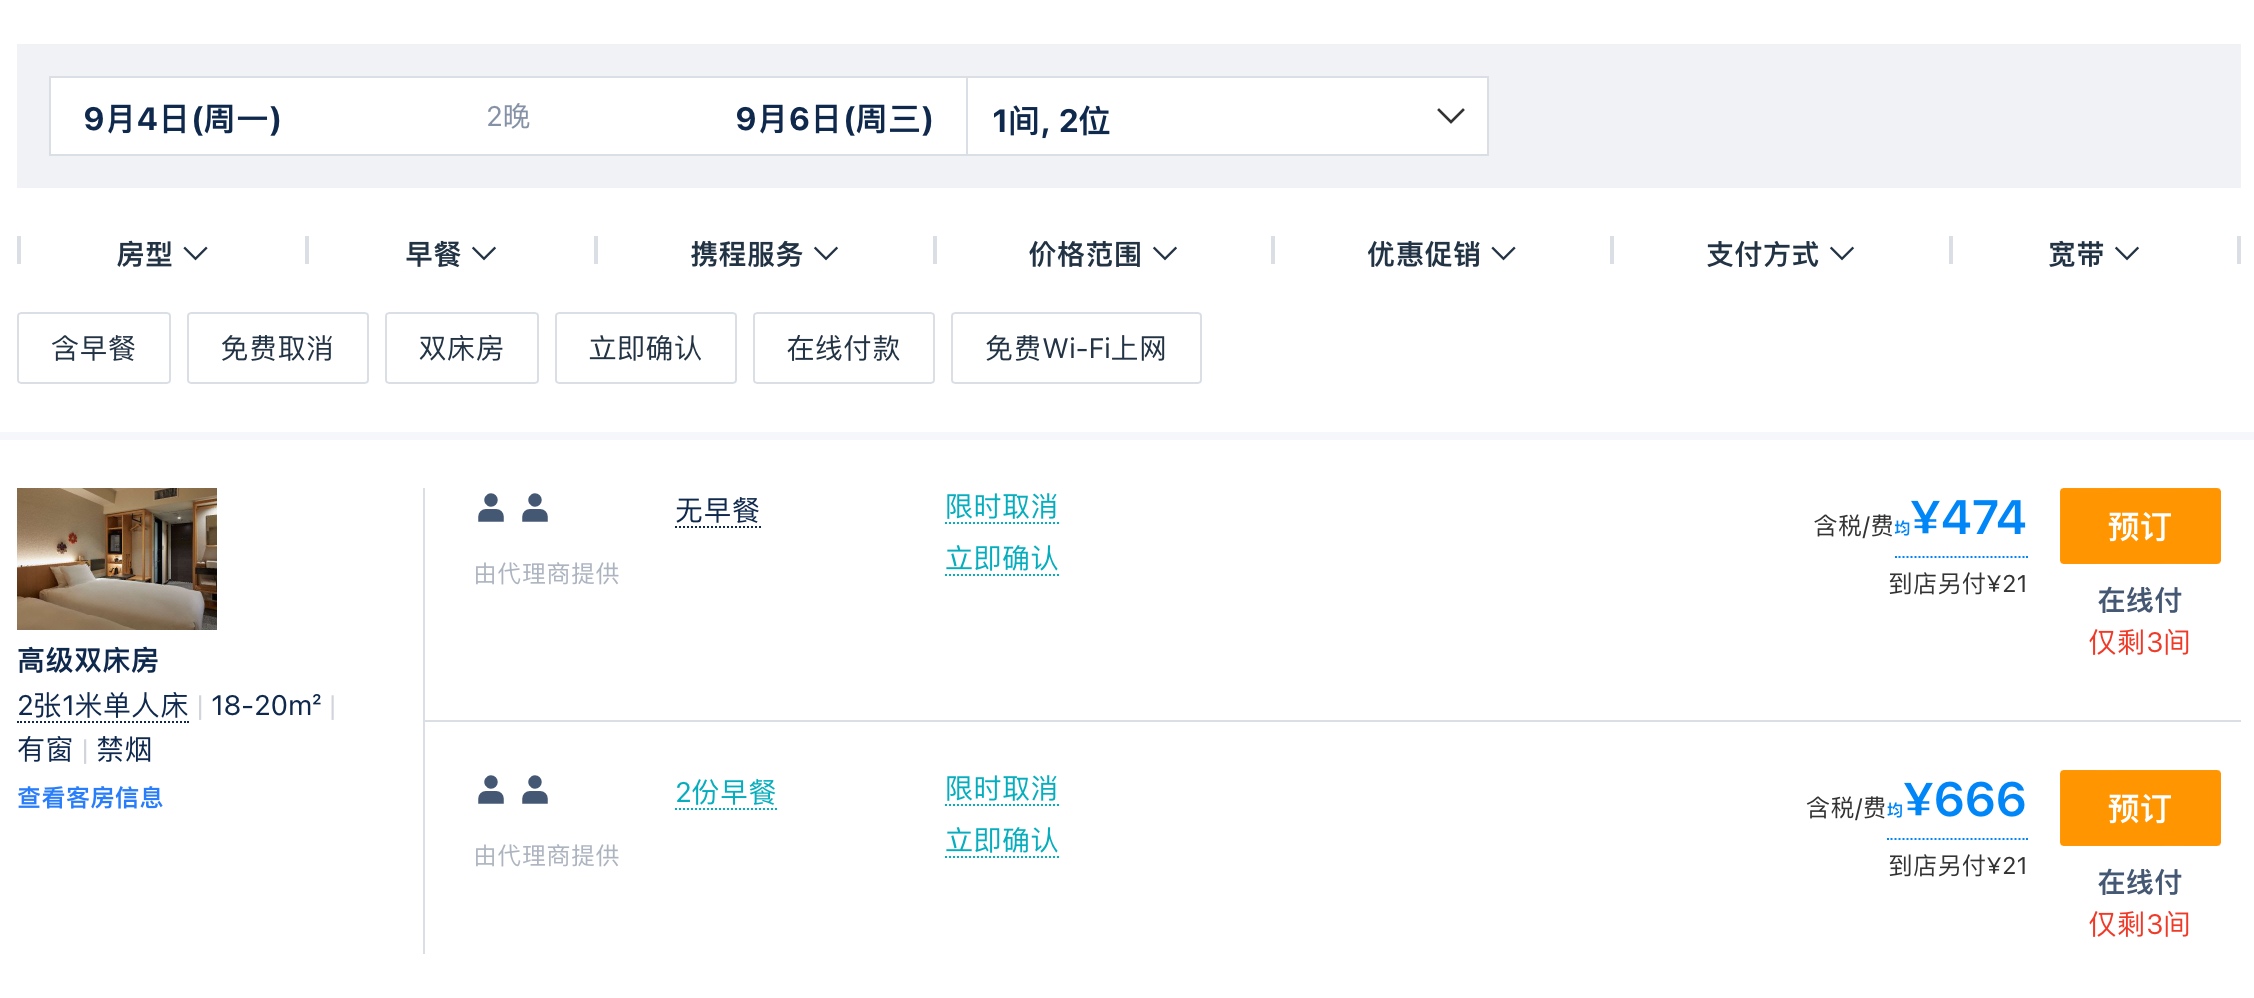 9月4日(周一) 2晚 9月6日(周三) 1间, 2位
房型 早餐 携程服务 价格范围 优惠促销 支付方式 宽带
含早餐 免费取消 双床房 立即确认 在线付款 免费Wi-Fi上网
高级双床房
2张1米单人床 | 18-20m² |
有窗 | 禁烟
查看客房信息
无早餐 限时取消 含税/费均¥474 预订
立即确认
由代理商提供 到店另付¥21 在线付
仅剩3间
2份早餐 限时取消 含税/费均¥666 预订
立即确认
由代理商提供 到店另付¥21 在线付
仅剩3间